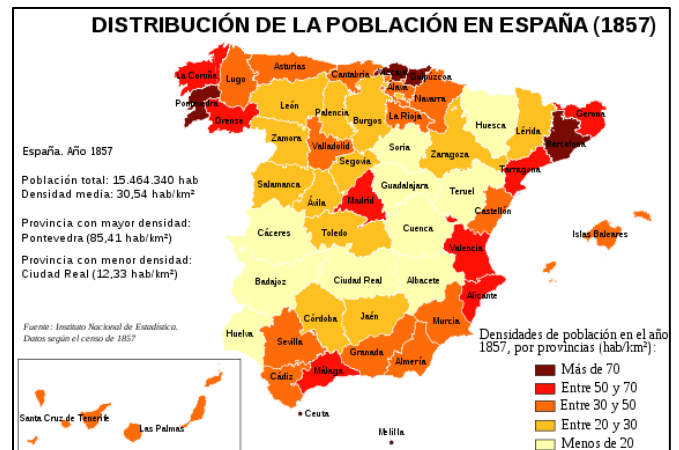 DISTRIBUCIÓN DE LA POBLACIÓN EN ESPAÑA (1857)
España. Año 1857
Población total: 15.464.340 hab
Densidad media: 30,54 hab/km²
Provincia con mayor densidad:
Pontevedra (85,41 hab/km²)
Provincia con menor densidad:
Ciudad Real (12,33 hab/km²)
Fuente: Instituto Nacional de Estadística.
Datos según el censo de 1857
La Coruña
Lugo
Asturias
Cantabria
Vizcaya
Guipuzcoa
Alava
Navarra
Pontevedra
Orense
León
Palencia
Burgos
La Rioja
Huesca
Lérida
Gerona
Barcelona
Zamora
Valladolid
Soria
Zaragoza
Tarragona
Segovia
Salamanca
Ávila
Madrid
Guadalajara
Teruel
Castellón
Cáceres
Toledo
Cuenca
Valencia
Islas Baleares
Badajoz
Ciudad Real
Albacete
Alicante
Huelva
Sevilla
Córdoba
Jaén
Murcia
Cádiz
Málaga
Granada
Almería
Ceuta
Melilla
Santa Cruz de Tenerife
Las Palmas
Densidades de población en el año
1857, por provincias (hab/km²):
Más de 70
Entre 50 y 70
Entre 30 y 50
Entre 20 y 30
Menos de 20